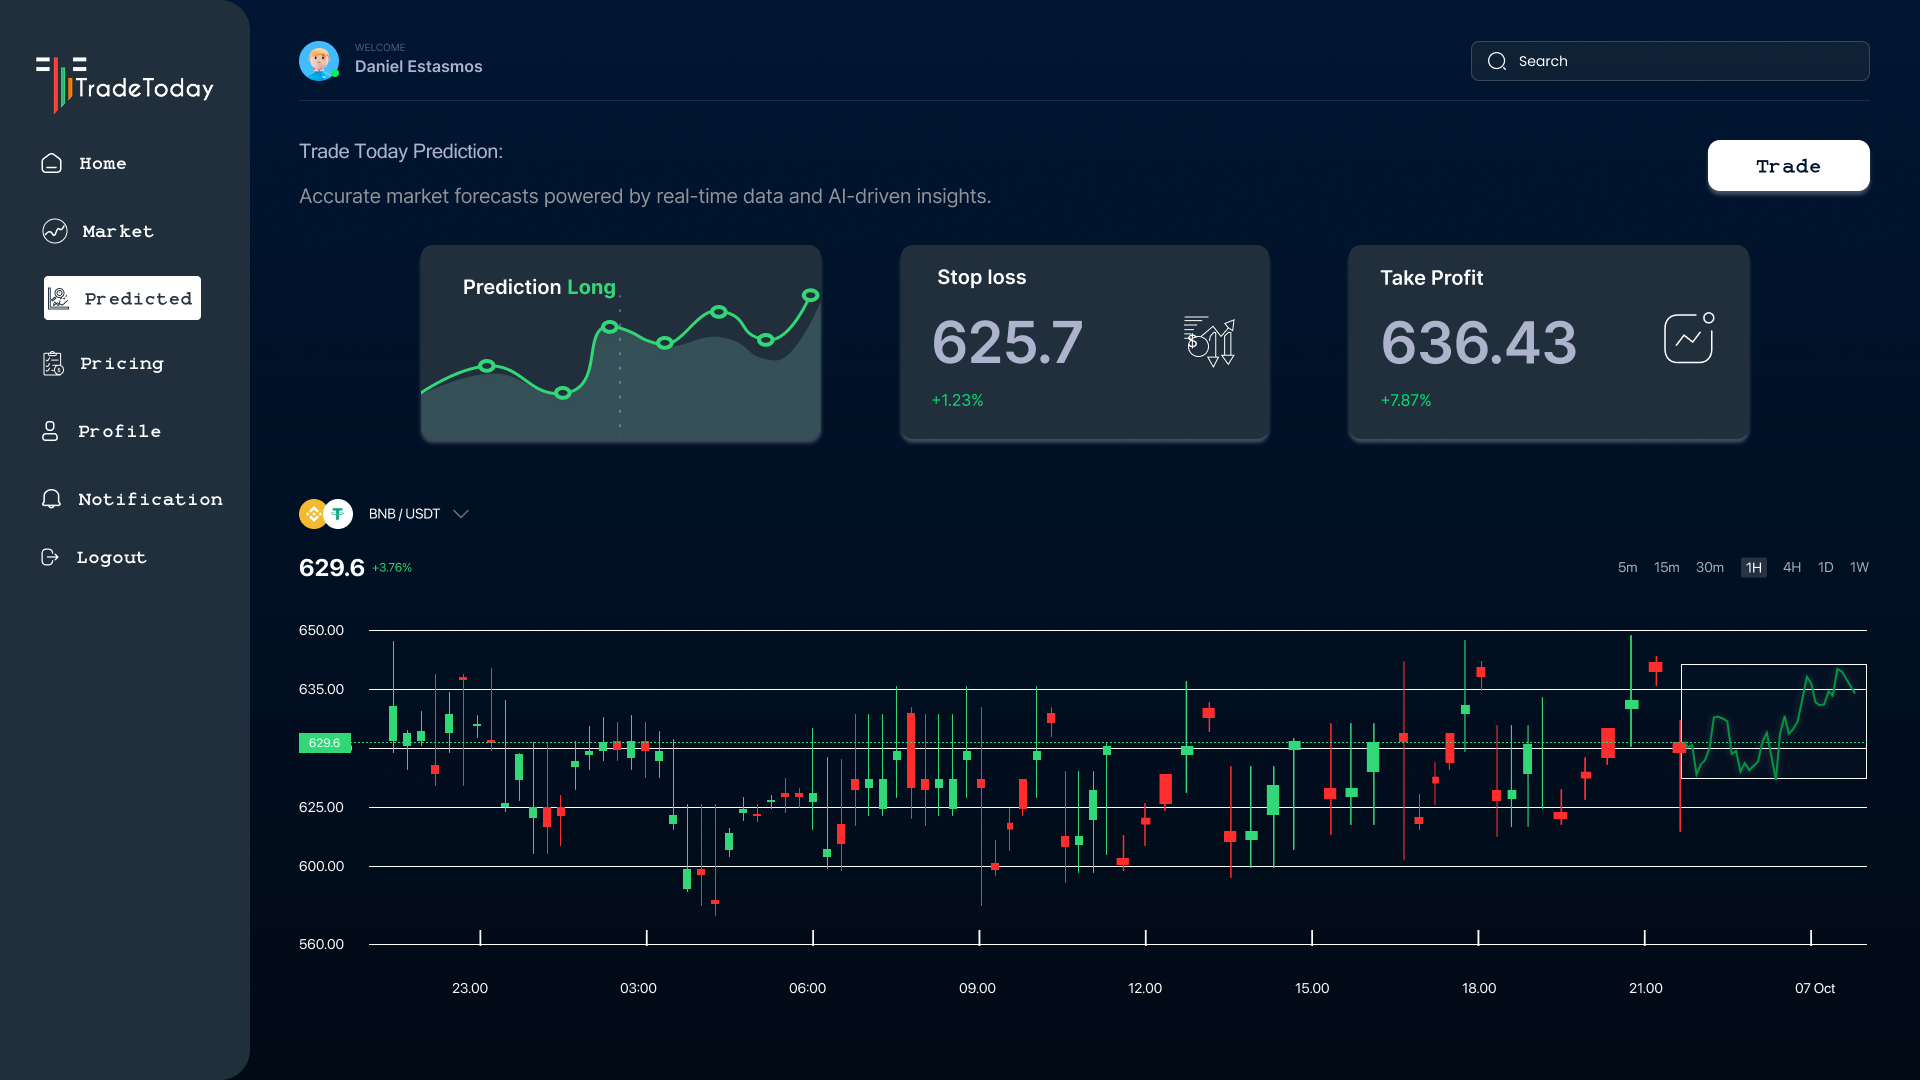 TradeToday
Home
Market
Predicted
Pricing
Profile
Notification
Logout
WELCOME
Daniel Estasmos
Search
Trade Today Prediction:
Accurate market forecasts powered by real-time data and AI-driven insights.
Trade
Prediction Long
Stop loss
625.7
+1.23%
Take Profit
636.43
+7.87%
BNB / USDT
629.6 +3.76%
5m 15m 30m 1H 4H 1D 1W
650.00
635.00
629.6
625.00
600.00
560.00
23.00 03:00 06:00 09.00 12.00 15.00 18.00 21.00 07 Oct